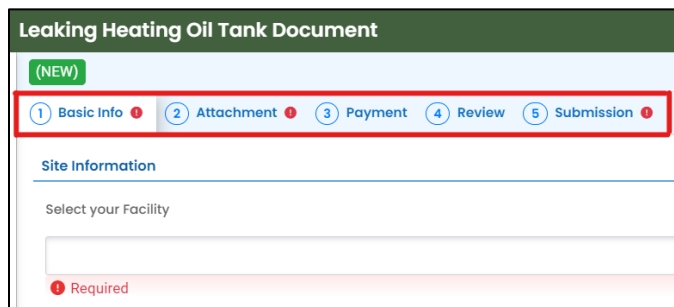 Leaking Heating Oil Tank Document
(NEW)
1 Basic Info ! 2 Attachment ! 3 Payment 4 Review 5 Submission !
Site Information
Select your Facility
! Required